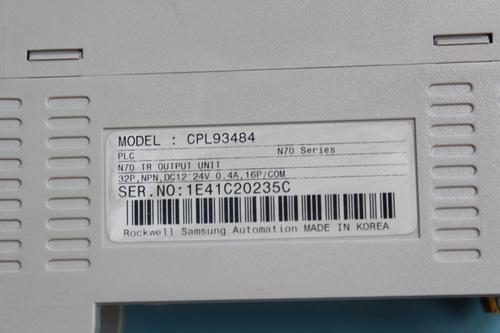 MODEL : CPL93484
PLC N70 Series
N70 TR OUTPUT UNIT
32P,NPN,DC12 24V 0.4A,16P/COM
SER.NO:1E41C20235C
Rockwell Samsung Automation MADE IN KOREA